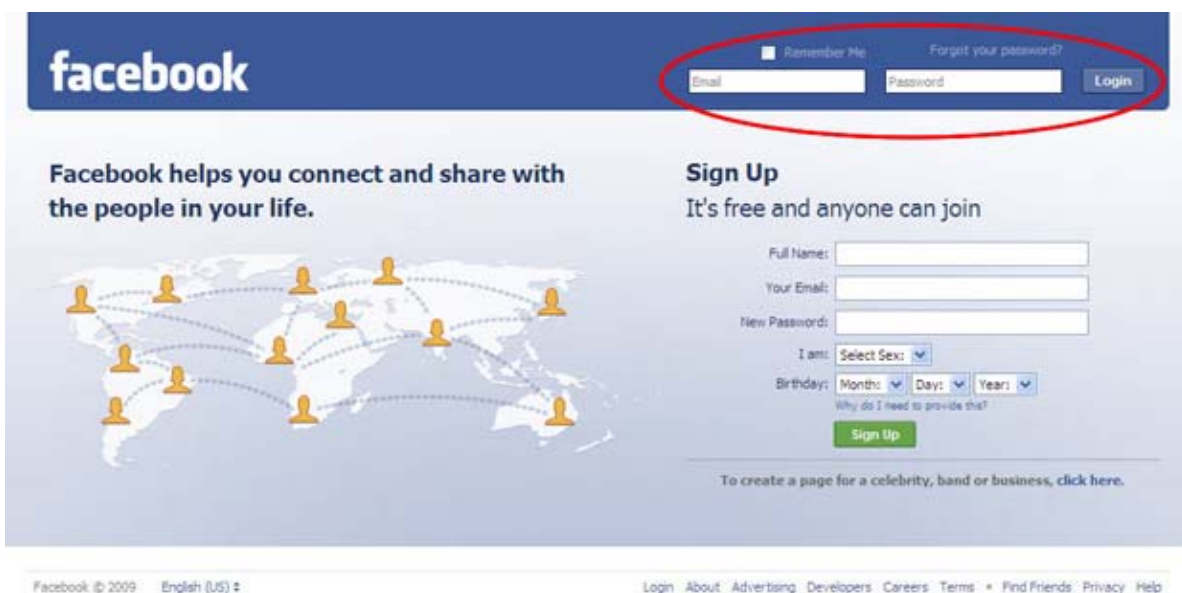 facebook
Remember Me Forgot your password?
Email Password Login
Facebook helps you connect and share with
the people in your life.
Sign Up
It's free and anyone can join
Full Name:
Your Email:
New Password:
I am: Select Sex:
Birthday: Month: Day: Year:
Why do I need to provide this?
Sign Up
To create a page for a celebrity, band or business, click here.
Facebook © 2009 English (US) Login About Advertising Developers Careers Terms • Find Friends Privacy Help